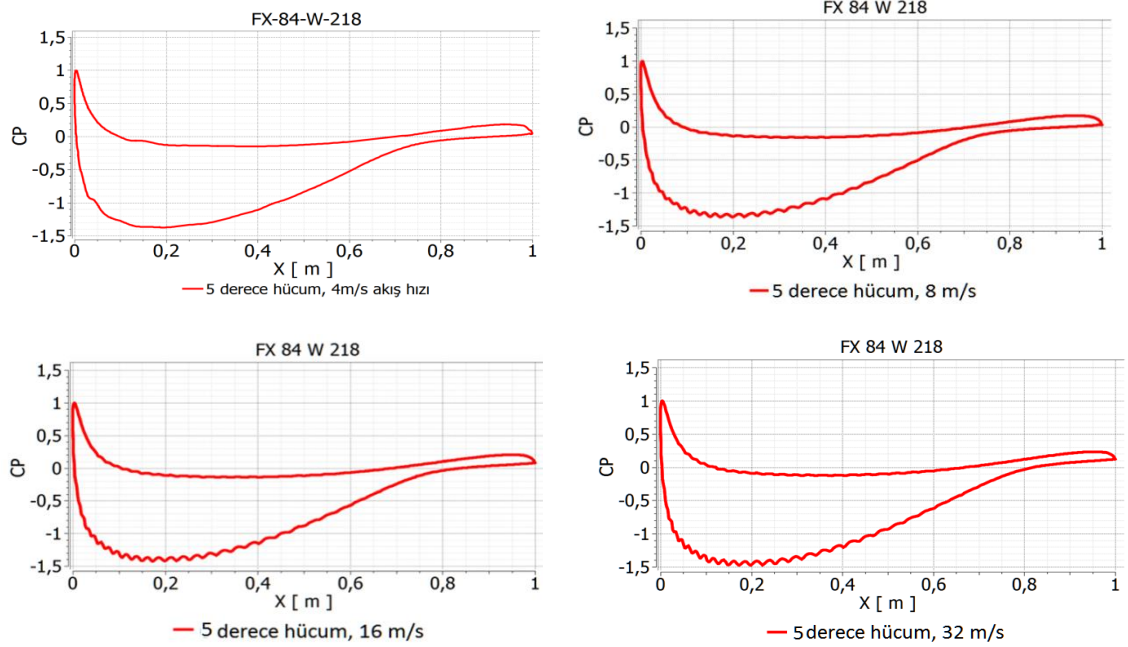 FX-84-W-218
1,5
1
0,5
0
-0,5
-1
-1,5
CP
0 0,2 0,4 0,6 0,8 1
X [ m ]
5 derece hücum, 4m/s akış hızı
FX 84 W 218
1,5
1
0,5
0
-0,5
-1
-1,5
CP
0 0,2 0,4 0,6 0,8 1
X [ m ]
5 derece hücum, 8 m/s
FX 84 W 218
1,5
1
0,5
0
-0,5
-1
-1,5
CP
0 0,2 0,4 0,6 0,8 1
X [ m ]
5 derece hücum, 16 m/s
FX 84 W 218
1,5
1
0,5
0
-0,5
-1
-1,5
CP
0 0,2 0,4 0,6 0,8 1
X [ m ]
5 derece hücum, 32 m/s